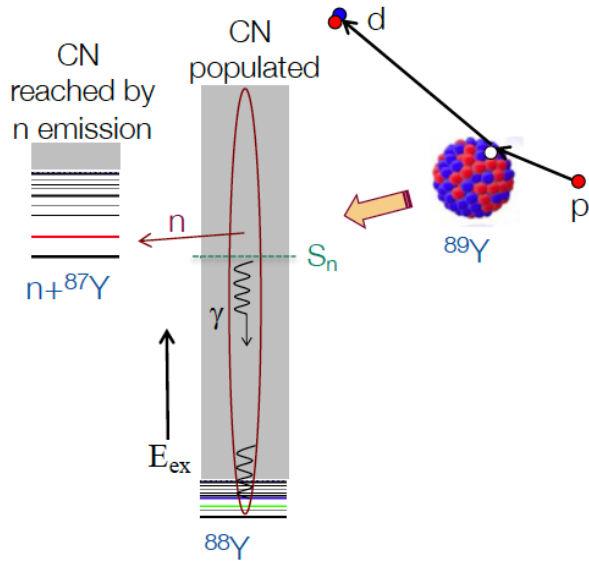 CN
reached by
n emission
CN
populated
d
p
⁸⁹Y
n
Sₙ
n+⁸⁷Y
γ
Eₑₓ
⁸⁸Y